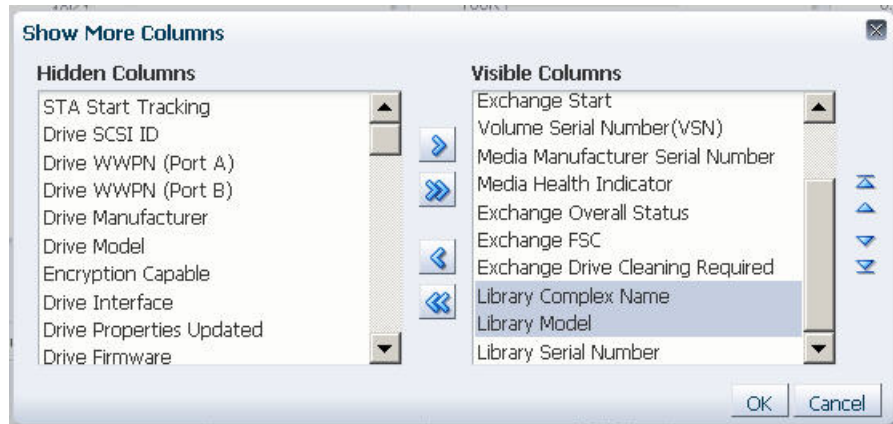 Show More Columns
Hidden Columns
STA Start Tracking
Drive SCSI ID
Drive WWPN (Port A)
Drive WWPN (Port B)
Drive Manufacturer
Drive Model
Encryption Capable
Drive Interface
Drive Properties Updated
Drive Firmware
Visible Columns
Exchange Start
Volume Serial Number(VSN)
Media Manufacturer Serial Number
Media Health Indicator
Exchange Overall Status
Exchange FSC
Exchange Drive Cleaning Required
Library Complex Name
Library Model
Library Serial Number
OK
Cancel